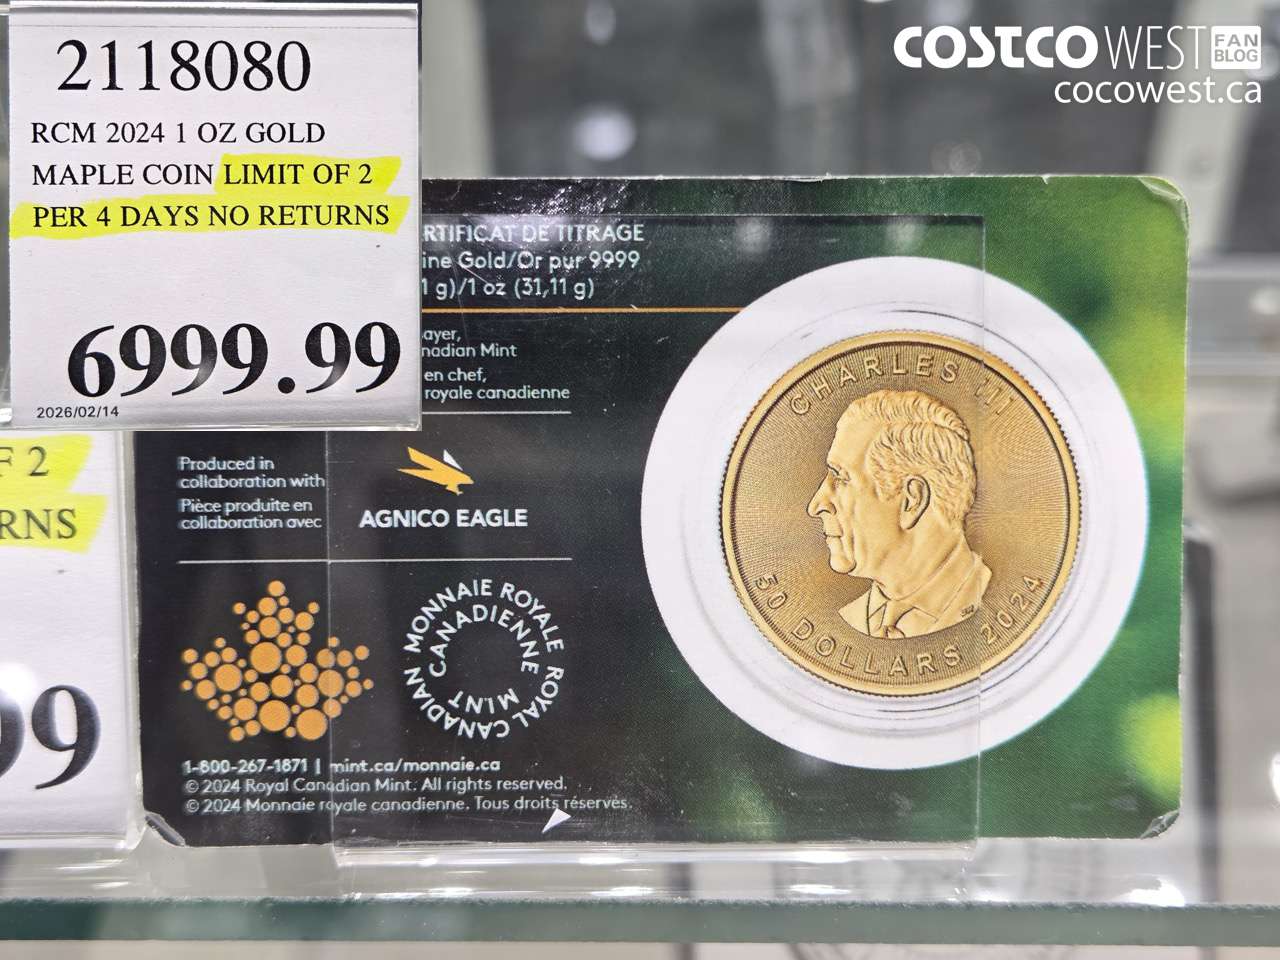 COSTCO WEST FAN BLOG
cocowest.ca
2118080
RCM 2024 1 OZ GOLD
MAPLE COIN LIMIT OF 2
PER 4 DAYS NO RETURNS
6999.99
2026/02/14
F 2
RNS
99
RTIFICAT DE TITRAGE
ine Gold/Or pur 9999
1 g)/1 oz (31,11 g)
ayer,
nadian Mint
en chef,
royale canadienne
Produced in
collaboration with
Pièce produite en
collaboration avec
AGNICO EAGLE
MONNAIE ROYALE CANADIENNE
ROYAL CANADIAN MINT
1-800-267-1871 | mint.ca/monnaie.ca
© 2024 Royal Canadian Mint. All rights reserved.
© 2024 Monnaie royale canadienne. Tous droits réservés.
CHARLES III
50 DOLLARS 2024